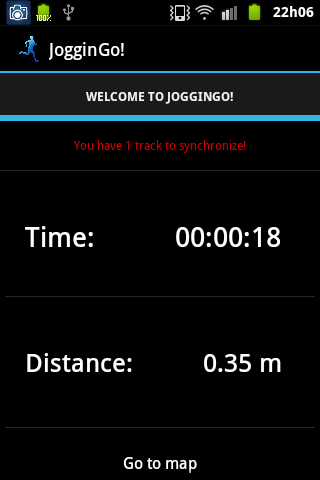 100%
22h06
JogginGo!
WELCOME TO JOGGINGO!
You have 1 track to synchronize!
Time: 00:00:18
Distance: 0.35 m
Go to map